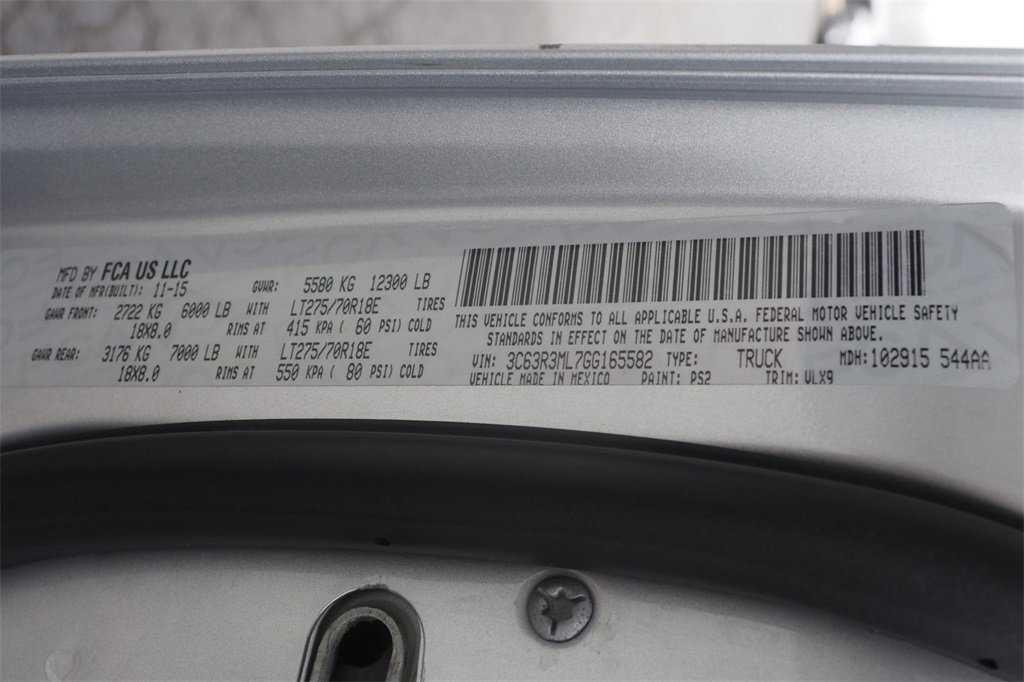 MFD BY FCA US LLC
DATE OF MFR(BUILT): 11-15 GVWR: 5580 KG 12300 LB
GAWR FRONT: 2722 KG 6000 LB WITH LT275/70R18E TIRES
18X8.0 RIMS AT 415 KPA ( 60 PSI) COLD
GAWR REAR: 3176 KG 7000 LB WITH LT275/70R18E TIRES
18X8.0 RIMS AT 550 KPA ( 80 PSI) COLD
THIS VEHICLE CONFORMS TO ALL APPLICABLE U.S.A. FEDERAL MOTOR VEHICLE SAFETY
STANDARDS IN EFFECT ON THE DATE OF MANUFACTURE SHOWN ABOVE.
VIN: 3C63R3ML7GG165582 TYPE: TRUCK MDH: 102915 544AA
VEHICLE MADE IN MEXICO PAINT: PS2 TRIM: VLX9